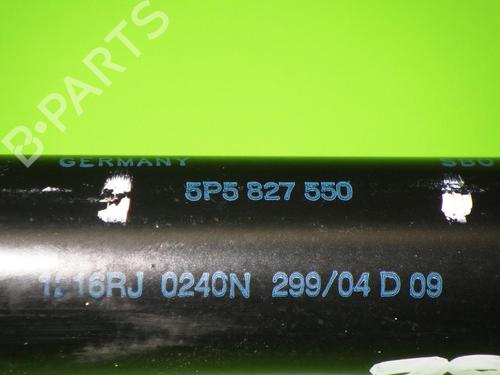 B-PARTS
GERMANY
5P5 827 550
16RJ 0240N 299/04 D 09